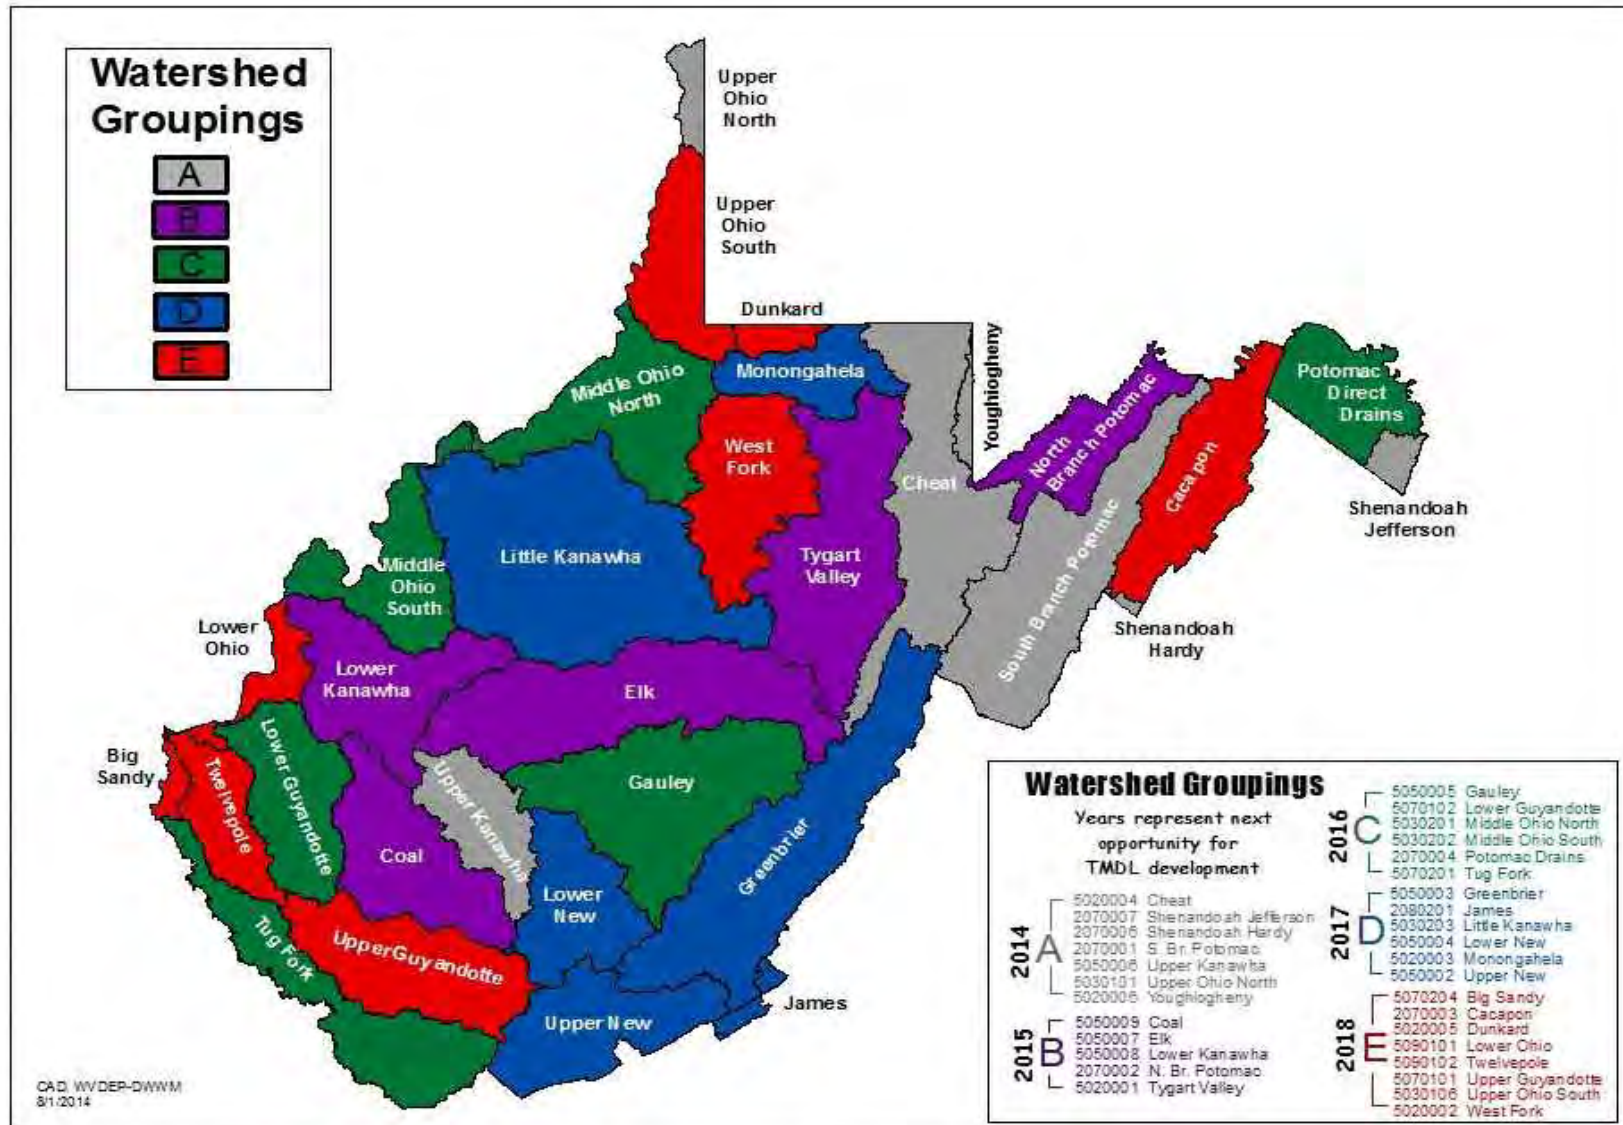 Watershed
Groupings
A
B
C
D
E
Upper
Ohio
North
Upper
Ohio
South
Dunkard
Monongahela
Middle Ohio
North
West
Fork
Cheat
Youghiogheny
North
Branch Potomac
South Branch Potomac
Cacapon
Potomac
Direct
Drains
Shenandoah
Jefferson
Shenandoah
Hardy
Little Kanawha
Tygart
Valley
Middle
Ohio
South
Lower
Ohio
Lower
Kanawha
Elk
Big
Sandy
Twelvepole
Lower Guyandotte
Coal
Upper Kanawha
Gauley
Greenbrier
Lower
New
Tug Fork
Upper Guyandotte
Upper New
James
CAD, WVDEP-DWWM
8/1/2014
Watershed Groupings
Years represent next
opportunity for
TMDL development
2014
A
5020004 Cheat
2070007 Shenandoah Jefferson
2070005 Shenandoah Hardy
2070001 S. Br. Potomac
5050006 Upper Kanawha
5030101 Upper Ohio North
5020006 Youghiogheny
2015
B
5050009 Coal
5050007 Elk
5050008 Lower Kanawha
2070002 N. Br. Potomac
5020001 Tygart Valley
2016
C
5050005 Gauley
5070102 Lower Guyandotte
5030201 Middle Ohio North
5030202 Middle Ohio South
2070004 Potomac Drains
5070201 Tug Fork
2017
D
5050003 Greenbrier
2080201 James
5030203 Little Kanawha
5050004 Lower New
5020003 Monongahela
5050002 Upper New
2018
E
5070204 Big Sandy
2070003 Cacapon
5020005 Dunkard
5090101 Lower Ohio
5090102 Twelvepole
5070101 Upper Guyandotte
5030106 Upper Ohio South
5020002 West Fork